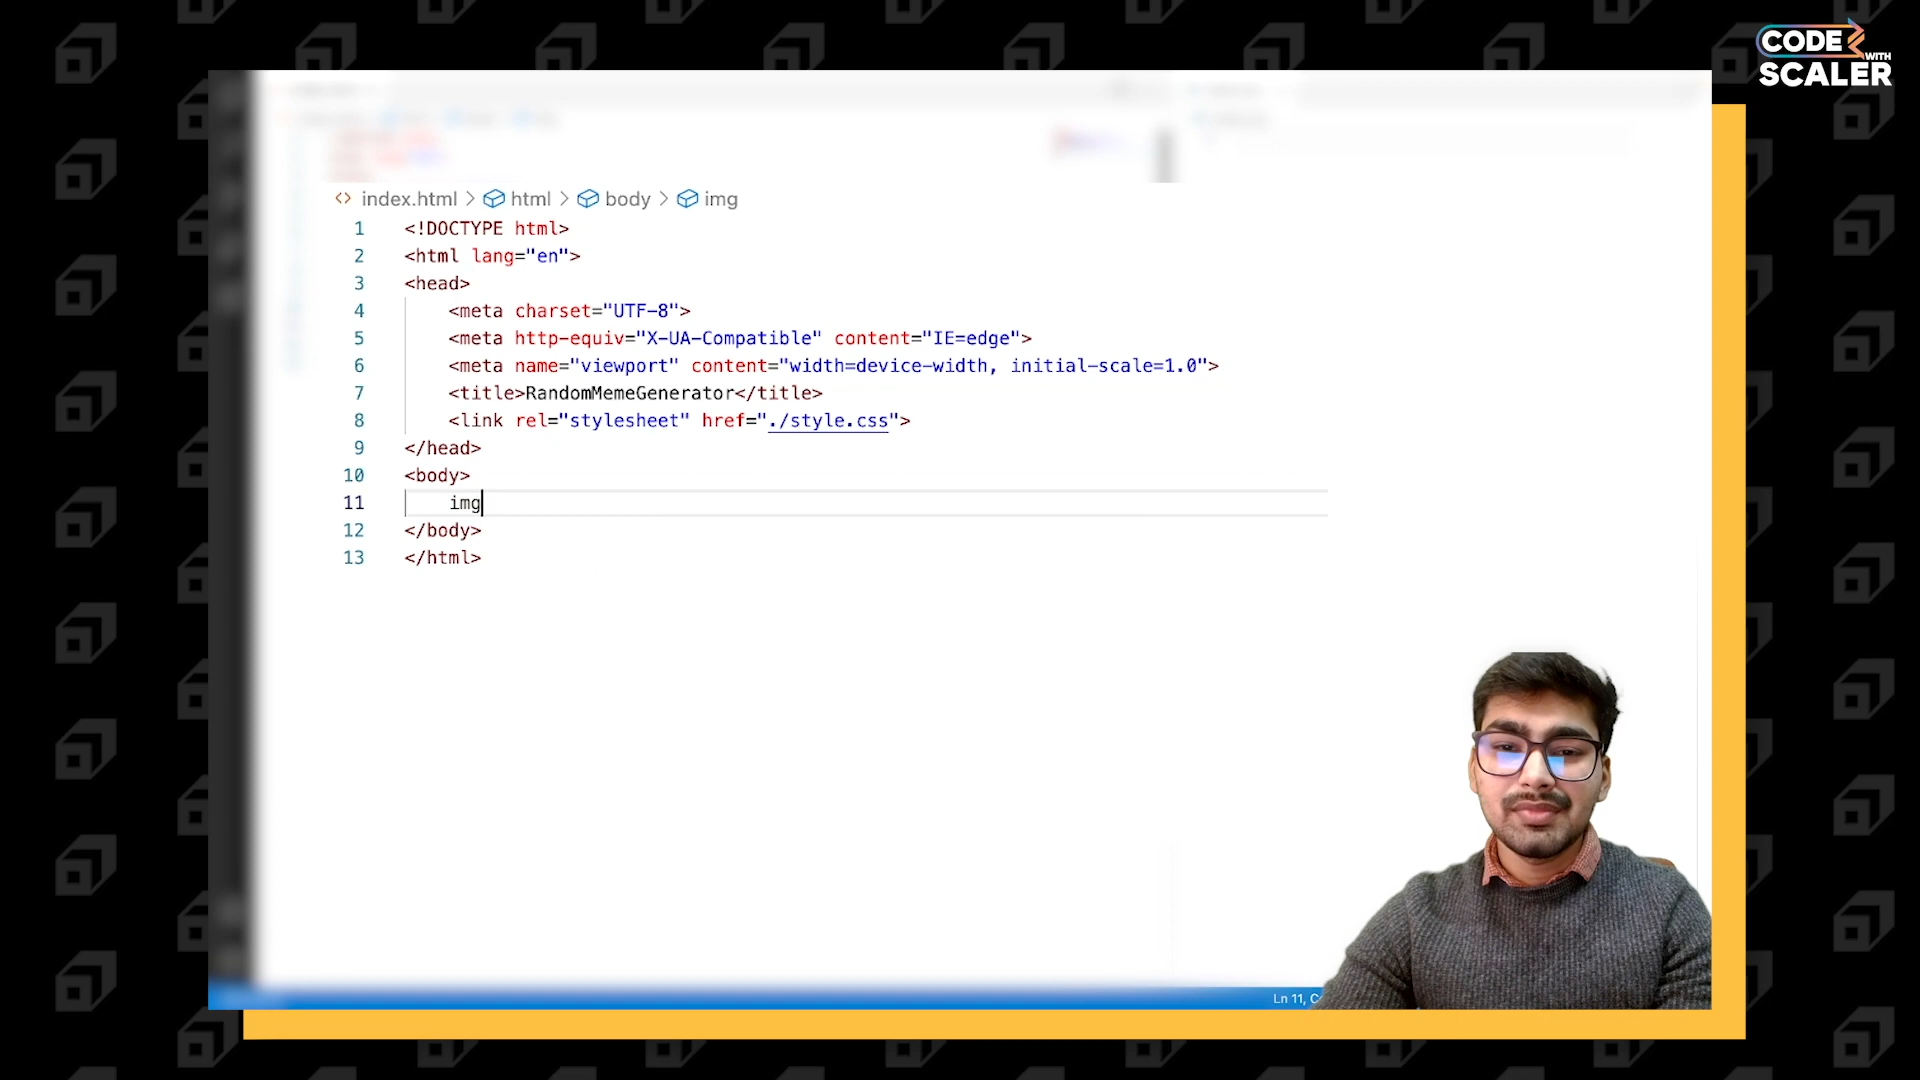 CODE
WITH
SCALER
index.html > html > body > img
1 <!DOCTYPE html>
2 <html lang="en">
3 <head>
4 <meta charset="UTF-8">
5 <meta http-equiv="X-UA-Compatible" content="IE=edge">
6 <meta name="viewport" content="width=device-width, initial-scale=1.0">
7 <title>RandomMemeGenerator</title>
8 <link rel="stylesheet" href="./style.css">
9 </head>
10 <body>
11 img
12 </body>
13 </html>
Ln 11,